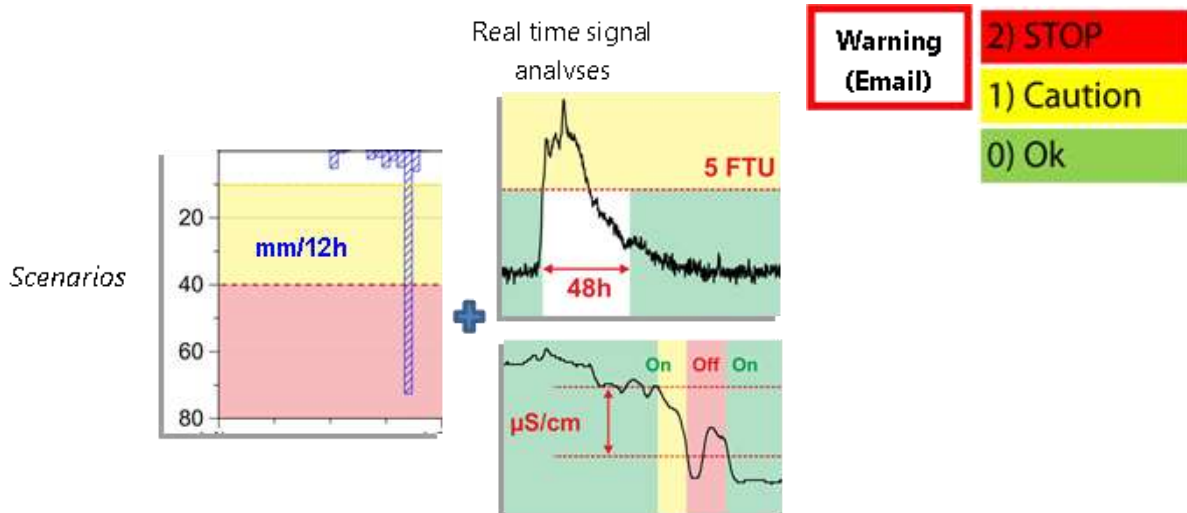 Real time signal
analyses
Warning
(Email)
2) STOP
1) Caution
0) Ok
Scenarios
20
40
60
80
mm/12h
5 FTU
48h
On
Off
On
µS/cm